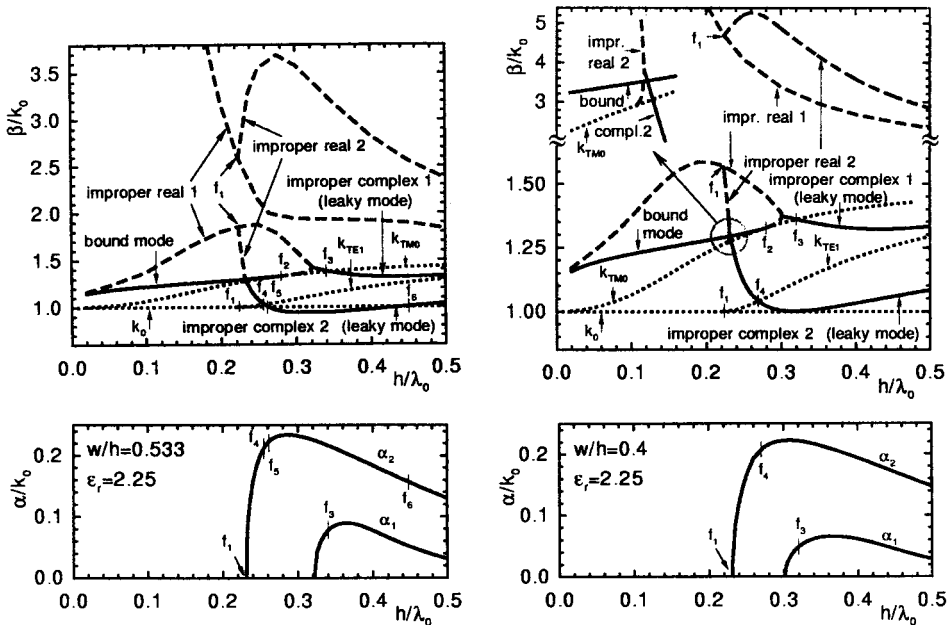 β/k₀
3.5
3.0
2.5
2.0
1.5
1.0
improper real 2
improper real 1
f₁
improper complex 1
(leaky mode)
bound mode
f₃
k_TE1
k_TM0
f₂
f₁
f₄
f₅
f₆
k₀
improper complex 2 (leaky mode)
0.0 0.1 0.2 0.3 0.4 0.5
h/λ₀
β/k₀
5
4
3
1.50
1.25
1.00
impr.
real 2
bound
compl.2
k_TM0
f₁
impr. real 1
improper real 2
improper complex 1
(leaky mode)
f₁
bound
mode
f₂
f₃
k_TE1
k_TM0
f₁
f₄
k₀
improper complex 2 (leaky mode)
0.0 0.1 0.2 0.3 0.4 0.5
h/λ₀
α/k₀
0.2
0.1
0.0
w/h=0.533
εᵣ=2.25
f₄
f₅
α₂
f₆
f₁
f₃
α₁
0.0 0.1 0.2 0.3 0.4 0.5
h/λ₀
α/k₀
0.2
0.1
0.0
w/h=0.4
εᵣ=2.25
f₄
α₂
f₁
f₃
α₁
0.0 0.1 0.2 0.3 0.4 0.5
h/λ₀